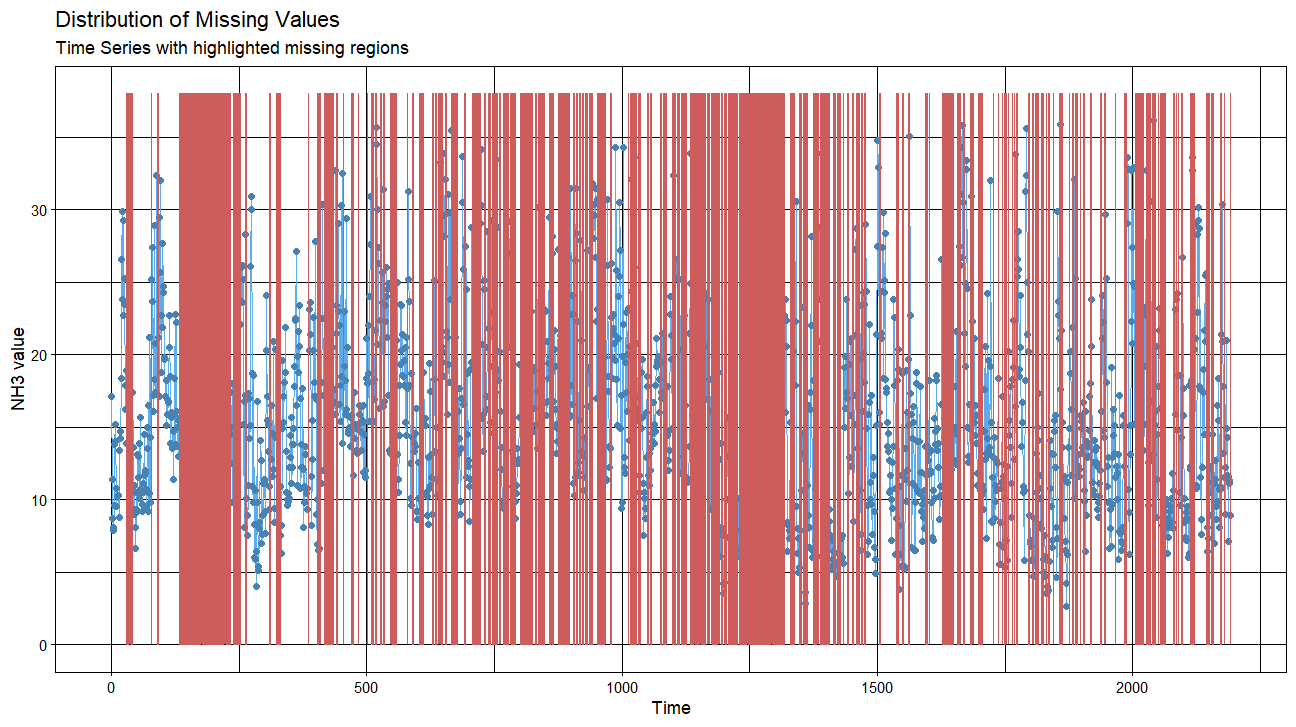 Distribution of Missing Values
Time Series with highlighted missing regions
NH3 value
30
20
10
0
0 500 1000 1500 2000
Time